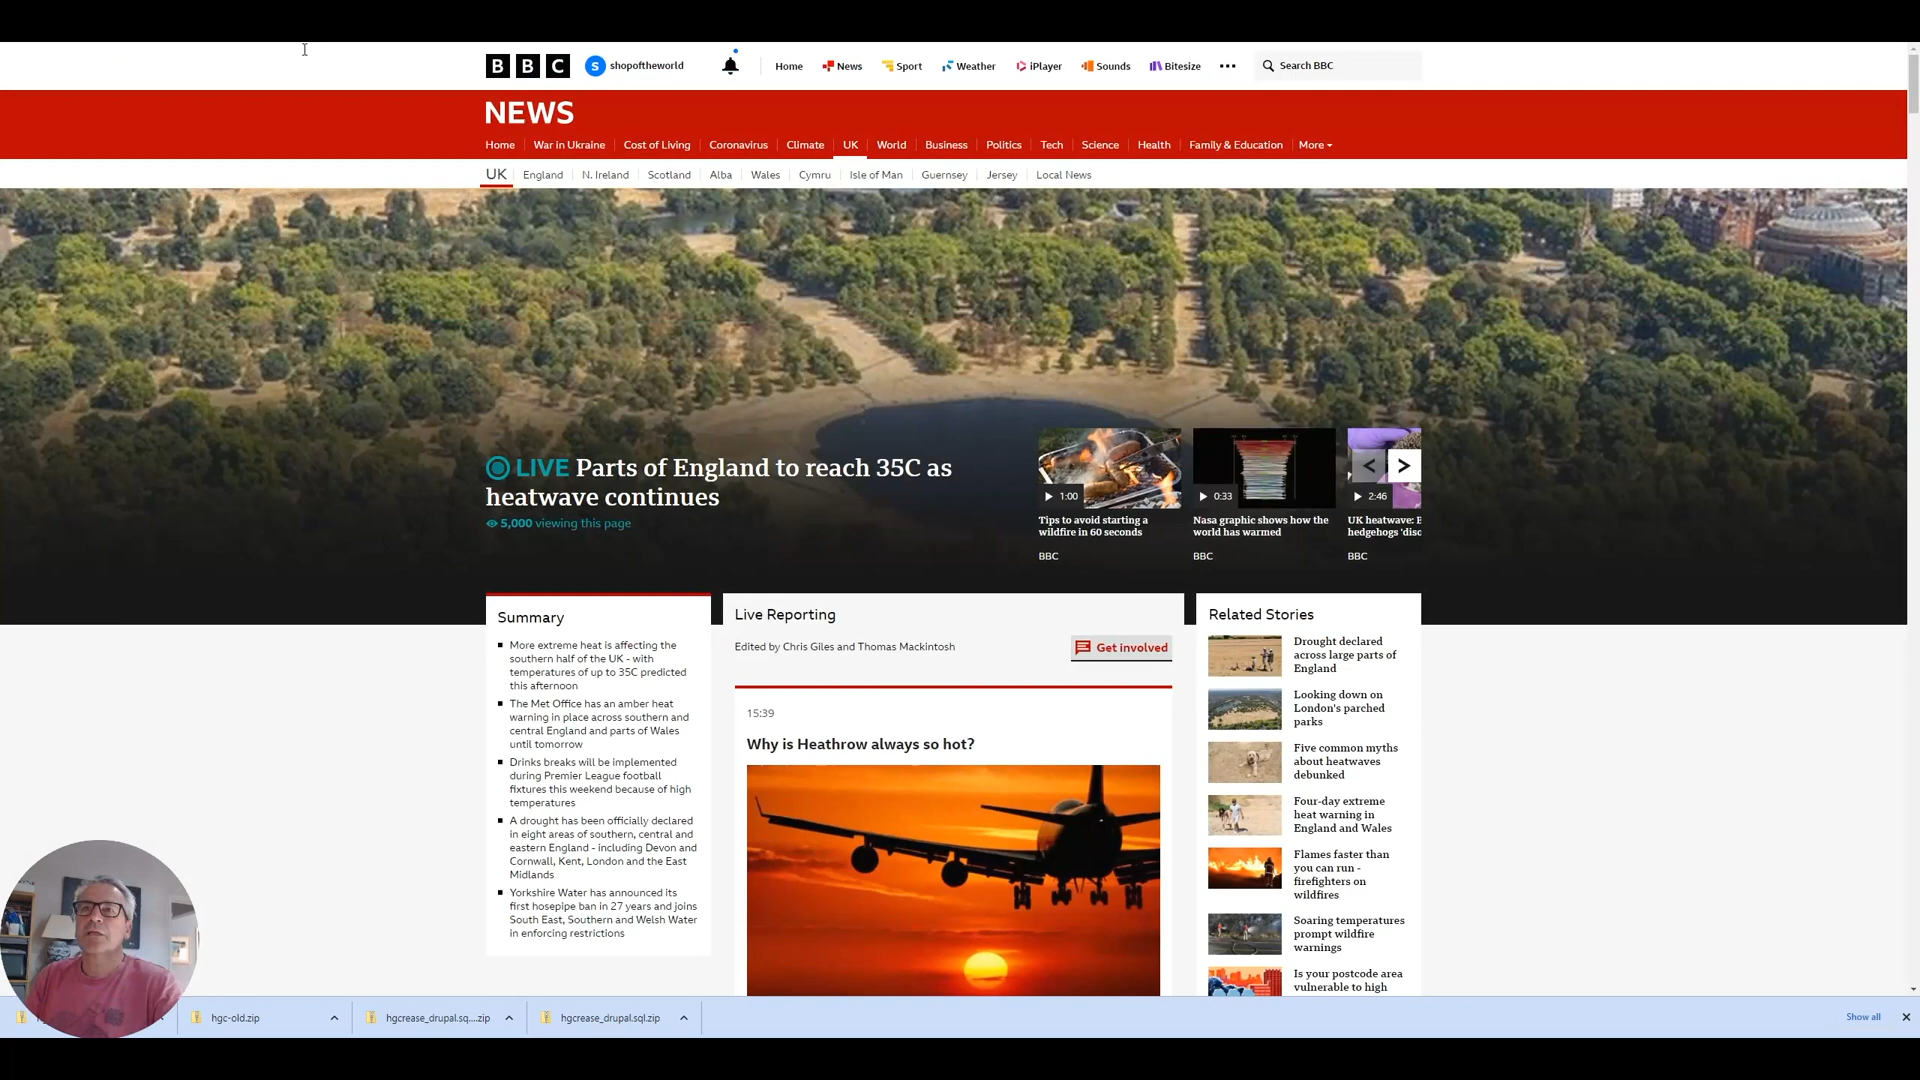 BBC
S shopoftheworld
Home News Sport Weather iPlayer Sounds Bitesize
Search BBC
NEWS
Home War in Ukraine Cost of Living Coronavirus Climate UK World Business Politics Tech Science Health Family & Education More
UK England N. Ireland Scotland Alba Wales Cymru Isle of Man Guernsey Jersey Local News
LIVE Parts of England to reach 35C as
heatwave continues
5,000 viewing this page
1:00
Tips to avoid starting a
wildfire in 60 seconds
BBC
0:33
Nasa graphic shows how the
world has warmed
BBC
2:46
UK heatwave:
hedgehogs
BBC
Summary
More extreme heat is affecting the
southern half of the UK - with
temperatures of up to 35C predicted
this afternoon
The Met Office has an amber heat
warning in place across southern and
central England and parts of Wales
until tomorrow
Drinks breaks will be implemented
during Premier League football
fixtures this weekend because of high
temperatures
A drought has been officially declared
in eight areas of southern, central and
eastern England - including Devon and
Cornwall, Kent, London and the East
Midlands
Yorkshire Water has announced its
first hosepipe ban in 27 years and joins
South East, Southern and Welsh Water
in enforcing restrictions
Live Reporting
Edited by Chris Giles and Thomas Mackintosh
Get involved
15:39
Why is Heathrow always so hot?
Related Stories
Drought declared
across large parts of
England
Looking down on
London's parched
parks
Five common myths
about heatwaves
debunked
Four-day extreme
heat warning in
England and Wales
Flames faster than
you can run -
firefighters on
wildfires
Soaring temperatures
prompt wildfire
warnings
Is your postcode area
vulnerable to high
hgc-old.zip
hgcrease_drupal.sq....zip
hgcrease_drupal.sql.zip
Show all